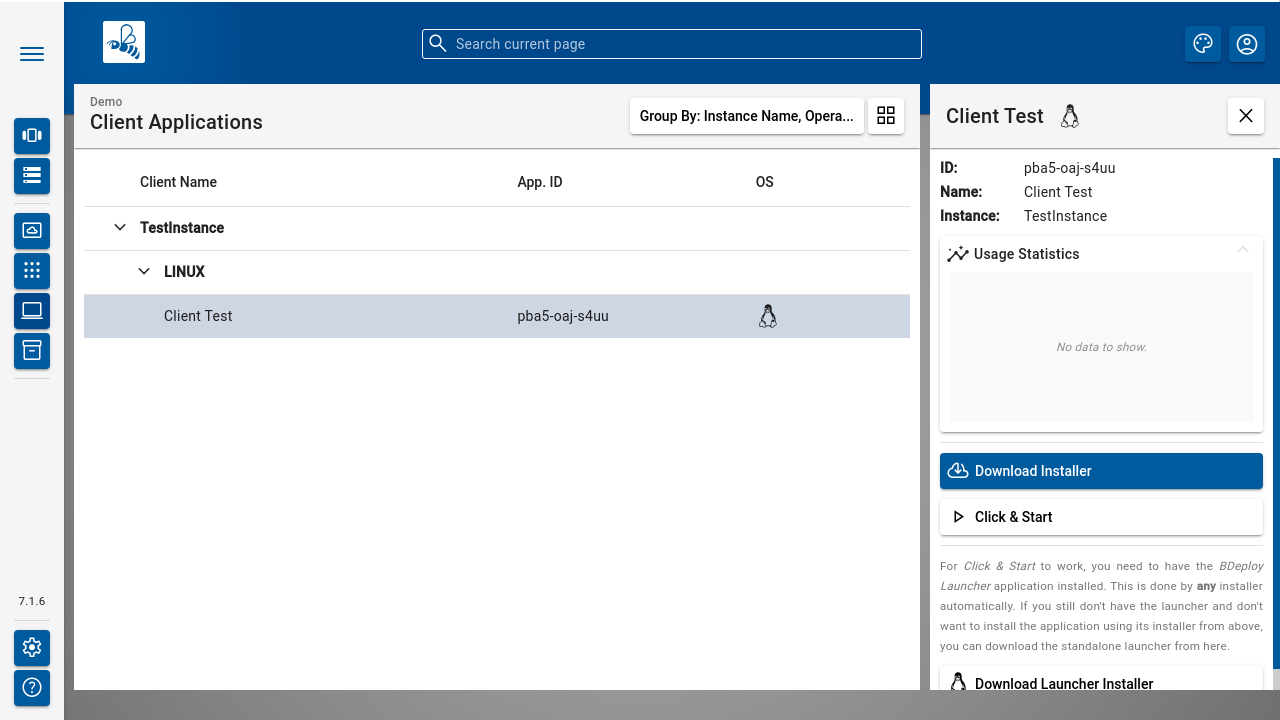 Search current page
Demo
Client Applications
Group By: Instance Name, Opera...
Client Name App. ID OS
TestInstance
LINUX
Client Test pba5-oaj-s4uu
7.1.6
Client Test
ID: pba5-oaj-s4uu
Name: Client Test
Instance: TestInstance
Usage Statistics
No data to show.
Download Installer
Click & Start
For Click & Start to work, you need to have the BDeploy
Launcher application installed. This is done by any installer
automatically. If you still don't have the launcher and don't
want to install the application using its installer from above,
you can download the standalone launcher from here.
Download Launcher Installer